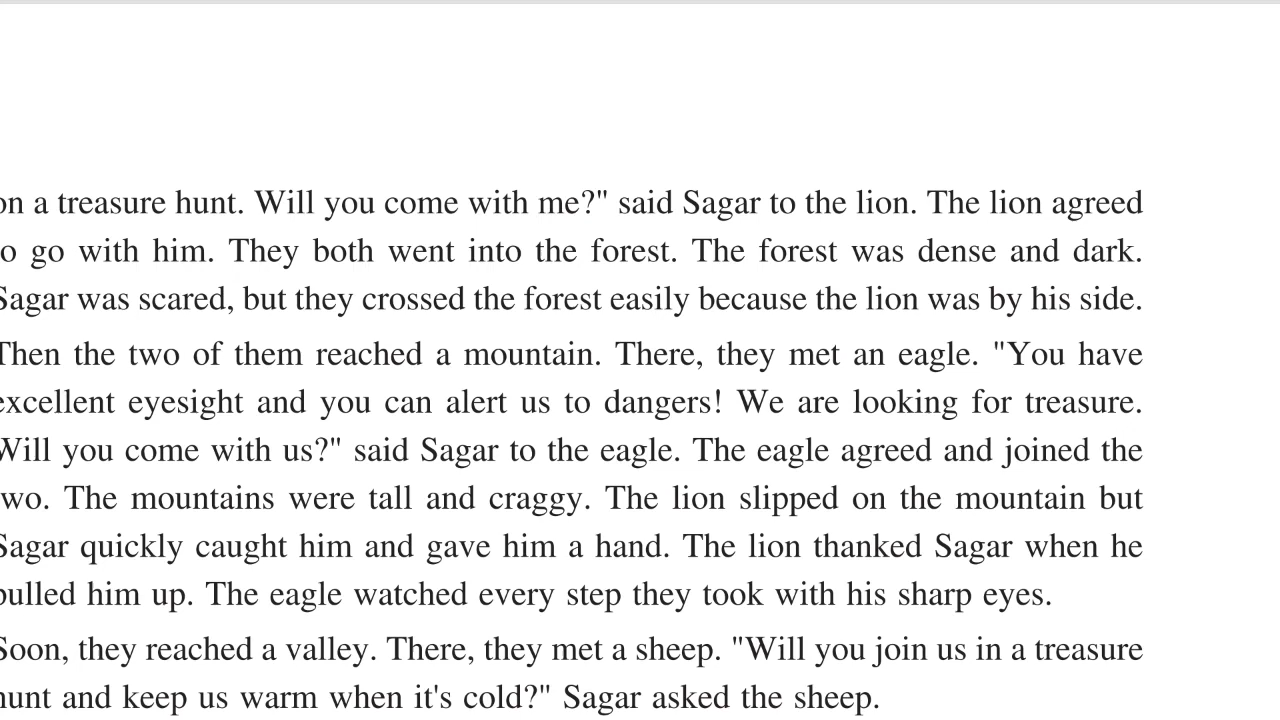 on a treasure hunt. Will you come with me?" said Sagar to the lion. The lion agreed
to go with him. They both went into the forest. The forest was dense and dark.
Sagar was scared, but they crossed the forest easily because the lion was by his side.
Then the two of them reached a mountain. There, they met an eagle. "You have
excellent eyesight and you can alert us to dangers! We are looking for treasure.
Will you come with us?" said Sagar to the eagle. The eagle agreed and joined the
two. The mountains were tall and craggy. The lion slipped on the mountain but
Sagar quickly caught him and gave him a hand. The lion thanked Sagar when he
pulled him up. The eagle watched every step they took with his sharp eyes.
Soon, they reached a valley. There, they met a sheep. "Will you join us in a treasure
hunt and keep us warm when it's cold?" Sagar asked the sheep.